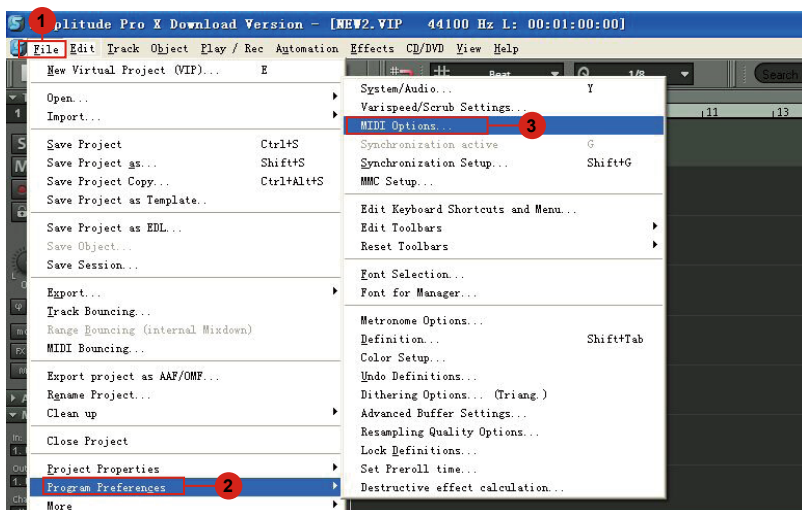 1
plitude Pro X Download Version - [NEW2.VIP 44100 Hz L: 00:01:00:00]
File Edit Track Object Play / Rec Automation Effects CD/DVD View Help
New Virtual Project (VIP)... E
Open...
Import...
Save Project Ctrl+S
Save Project as... Shift+S
Save Project Copy... Ctrl+Alt+S
Save Project as Template..
Save Project as EDL...
Save Object...
Save Session...
Export...
Track Bouncing...
Range Bouncing (internal Mixdown)
MIDI Bouncing...
Export project as AAF/OMF...
Rename Project...
Clean up
Close Project
Project Properties
Program Preferences 2
More
Beat 1/8 Search
System/Audio... Y
Varispeed/Scrub Settings...
MIDI Options... 3
Synchronization active G
Synchronization Setup... Shift+G
MMC Setup...
Edit Keyboard Shortcuts and Menu...
Edit Toolbars
Reset Toolbars
Font Selection...
Font for Manager...
Metronome Options...
Definition... Shift+Tab
Color Setup...
Undo Definitions...
Dithering Options... (Triang.)
Advanced Buffer Settings...
Resampling Quality Options...
Lock Definitions...
Set Preroll time...
Destructive effect calculation...
11 13
1
S
M
L
In:
Out